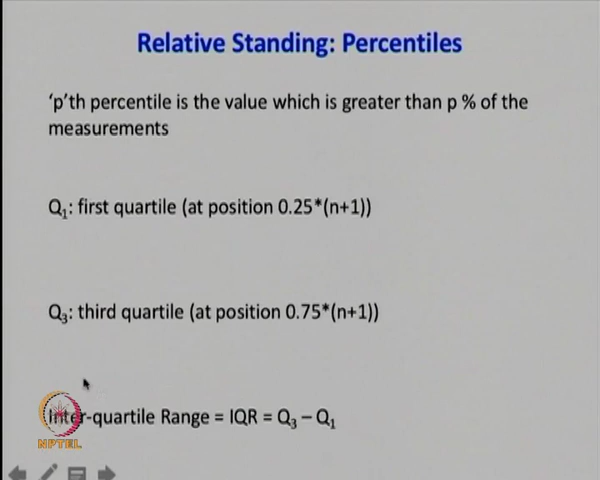 Relative Standing: Percentiles
‘p’th percentile is the value which is greater than p % of the
measurements
Q₁: first quartile (at position 0.25*(n+1))
Q₃: third quartile (at position 0.75*(n+1))
Inter-quartile Range = IQR = Q₃ – Q₁
NPTEL